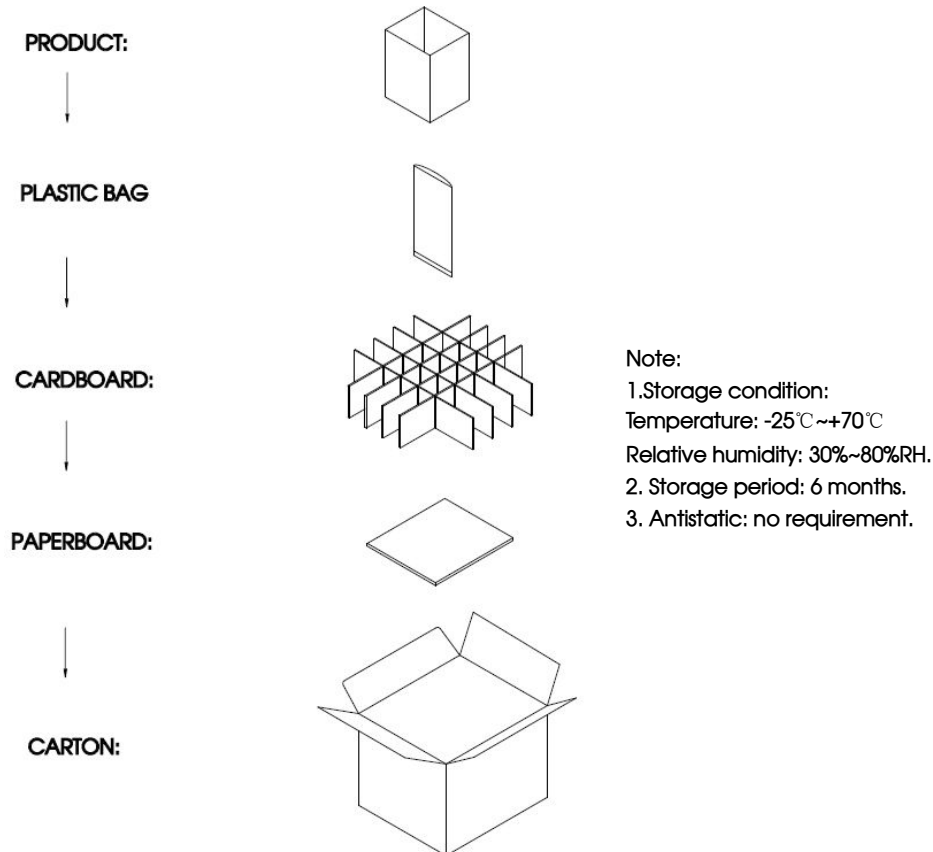 PRODUCT:
PLASTIC BAG
CARDBOARD:
PAPERBOARD:
CARTON:
Note:
1.Storage condition:
Temperature: -25℃~+70℃
Relative humidity: 30%~80%RH.
2. Storage period: 6 months.
3. Antistatic: no requirement.